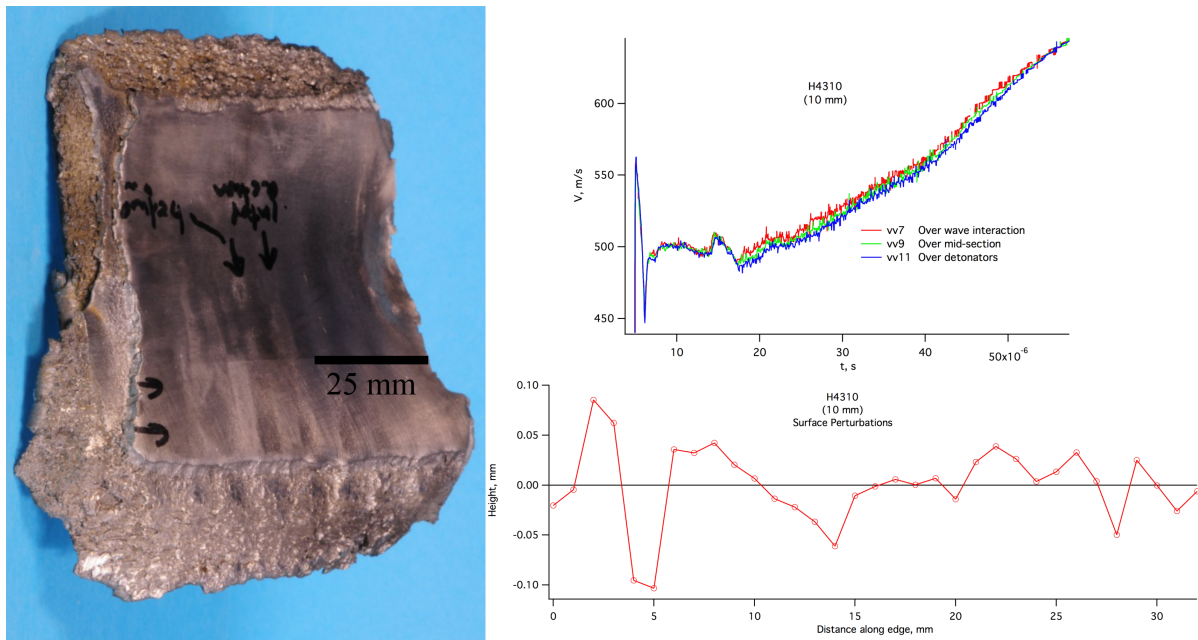 25 mm
H4310
(10 mm)
600
550
500
450
V, m/s
vv7 Over wave interaction
vv9 Over mid-section
vv11 Over detonators
10
20
30
40
50x10⁻⁶
t, s
H4310
(10 mm)
Surface Perturbations
0.10
0.05
0.00
-0.05
-0.10
Height, mm
0
5
10
15
20
25
30
Distance along edge, mm